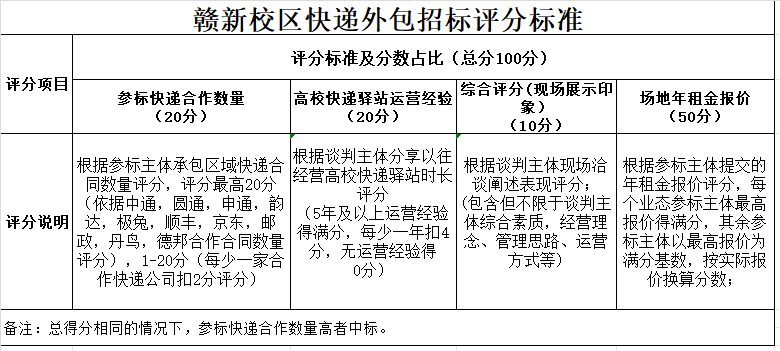 赣新校区快递外包招标评分标准
评分项目
评分标准及分数占比（总分100分）
参标快递合作数量
（20分）
高校快递驿站运营经验
（20分）
综合评分(现场展示印
象）
（10分）
场地年租金报价
（50分）
评分说明
根据参标主体承包区域快递合
同数量评分，评分最高20分
（依据中通，圆通，申通，韵
达，极兔，顺丰，京东，邮
政，丹鸟，德邦合作合同数量
评分），1-20分（每少一家合
作快递公司扣2分评分）
根据谈判主体分享以往
经营高校快递驿站时长
评分
（5年及以上运营经验
得满分，每少一年扣4
分，无运营经验得
0分）
根据谈判主体现场洽
谈阐述表现评分；
(包含但不限于谈判主
体综合素质，经营理
念、管理思路、运营
方式等）
根据参标主体提交的
年租金报价评分，每
个业态参标主体最高
报价得满分，其余参
标主体以最高报价为
满分基数，按实际报
价换算分数；
备注：总得分相同的情况下，参标快递合作数量高者中标。